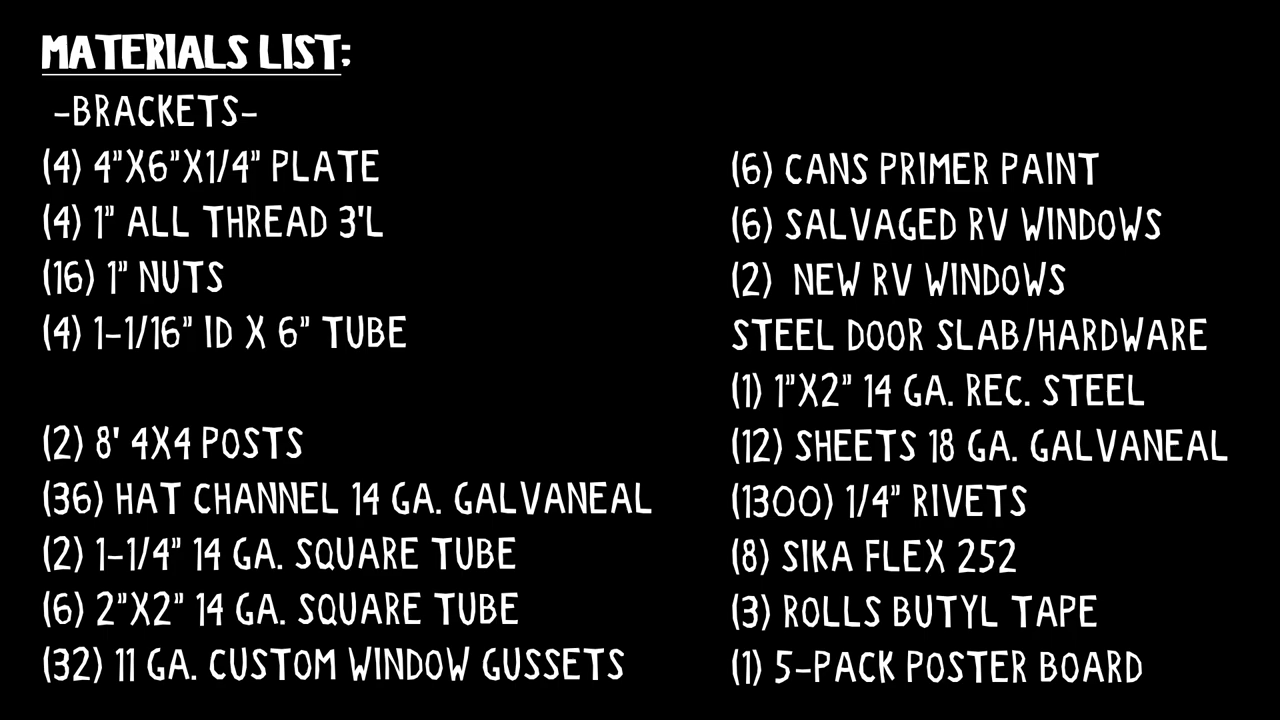 MATERIALS LIST:
-BRACKETS-
(4) 4"X6"X1/4" PLATE
(4) 1" ALL THREAD 3'L
(16) 1" NUTS
(4) 1-1/16" ID X 6" TUBE
(2) 8' 4X4 POSTS
(36) HAT CHANNEL 14 GA. GALVANEAL
(2) 1-1/4" 14 GA. SQUARE TUBE
(6) 2"X2" 14 GA. SQUARE TUBE
(32) 11 GA. CUSTOM WINDOW GUSSETS
(6) CANS PRIMER PAINT
(6) SALVAGED RV WINDOWS
(2) NEW RV WINDOWS
STEEL DOOR SLAB/HARDWARE
(1) 1"X2" 14 GA. REC. STEEL
(12) SHEETS 18 GA. GALVANEAL
(1300) 1/4" RIVETS
(8) SIKA FLEX 252
(3) ROLLS BUTYL TAPE
(1) 5-PACK POSTER BOARD